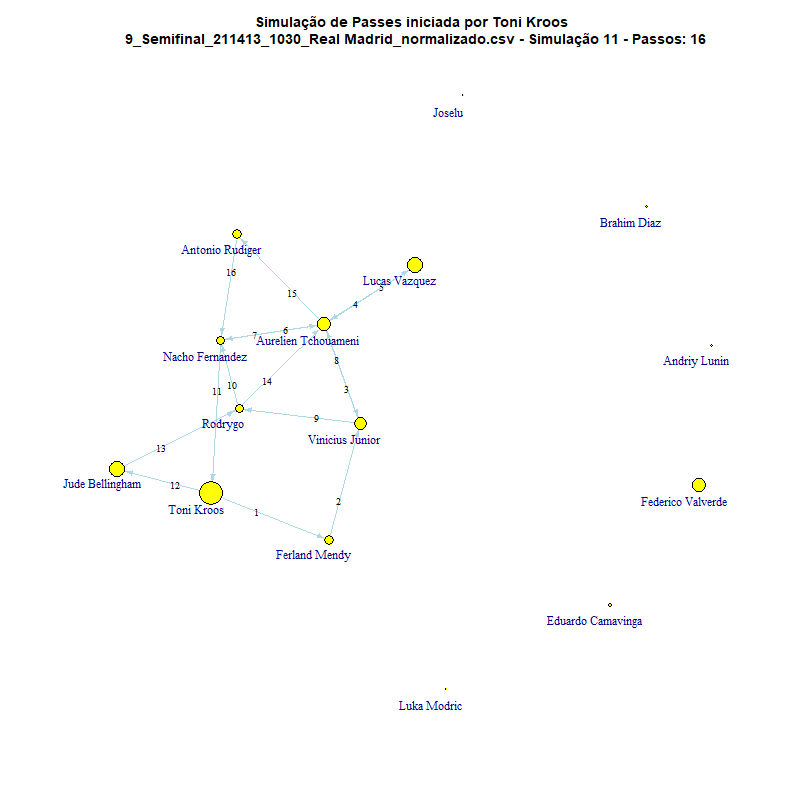 Simulação de Passes iniciada por Toni Kroos
9_Semifinal_211413_1030_Real Madrid_normalizado.csv - Simulação 11 - Passos: 16
Joselu
Brahim Diaz
Antonio Rudiger
16
Lucas Vazquez
15
5
4
7
6
Aurelien Tchouameni
Nacho Fernandez
Andriy Lunin
8
14
10
11
3
Rodrygo
9
Vinicius Junior
13
Jude Bellingham
12
2
Toni Kroos
1
Federico Valverde
Ferland Mendy
Eduardo Camavinga
Luka Modric